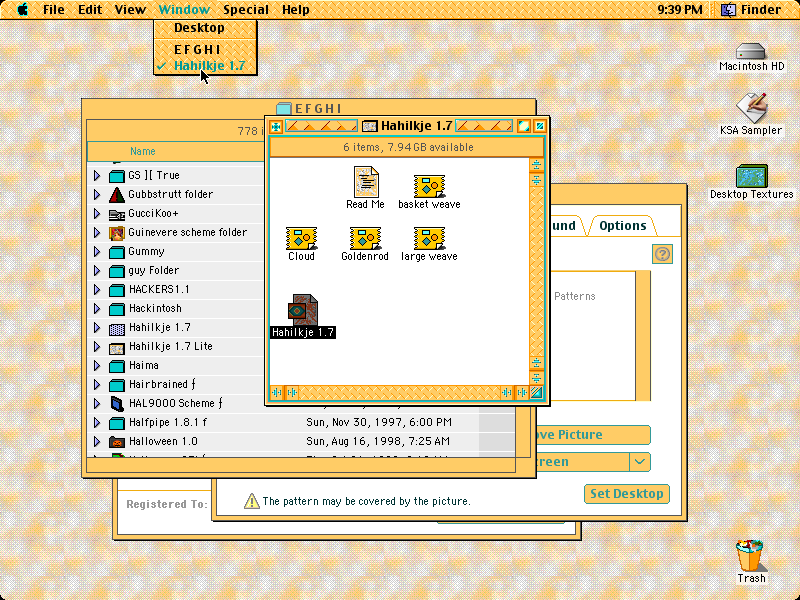 File Edit View Window Special Help 9:39 PM Finder
Desktop
E F G H I
✓ Hahilkje 1.7
Macintosh HD
KSA Sampler
Desktop Textures
Trash
E F G H I
778 i
Name
GS ][ True
Gubbstrutt folder
GucciKoo+
Guinevere scheme folder
Gummy
guy Folder
HACKERS1.1
Hackintosh
Hahilkje 1.7
Hahilkje 1.7 Lite
Haima
Hairbrained ƒ
HAL9000 Scheme ƒ
Halfpipe 1.8.1 f Sun, Nov 30, 1997, 6:00 PM
Halloween 1.0 Sun, Aug 16, 1998, 7:25 AM
Hahilkje 1.7
6 items, 7.94 GB available
Read Me basket weave
Cloud Goldenrod large weave
Hahilkje 1.7
und Options
Patterns
ove Picture
creen
Set Desktop
The pattern may be covered by the picture.
Registered To: